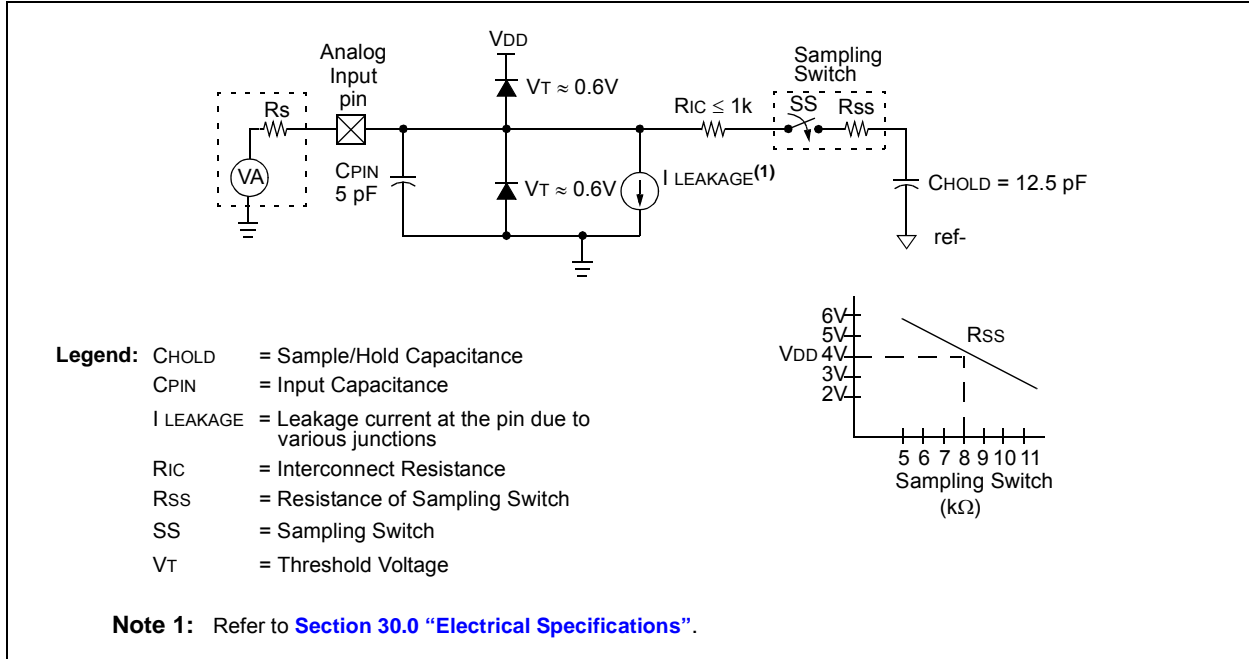 VDD
Analog
Input
pin
Sampling
Switch
VT ≈ 0.6V
RIC ≤ 1k
SS
Rss
Rs
VA
CPIN
5 pF
VT ≈ 0.6V
I LEAKAGE(1)
CHOLD = 12.5 pF
ref-
6V
5V
VDD 4V
3V
2V
RSS
5 6 7 8 9 10 11
Sampling Switch
(kΩ)
Legend: CHOLD = Sample/Hold Capacitance
CPIN = Input Capacitance
I LEAKAGE = Leakage current at the pin due to
various junctions
RIC = Interconnect Resistance
RSS = Resistance of Sampling Switch
SS = Sampling Switch
VT = Threshold Voltage
Note 1: Refer to Section 30.0 “Electrical Specifications”.